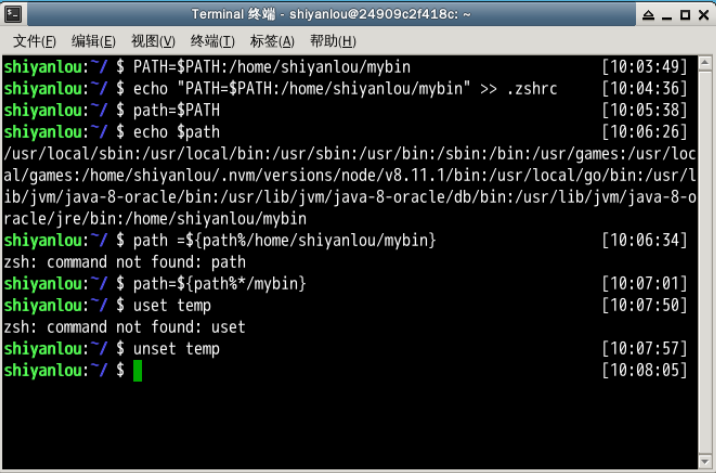 Terminal 终端 - shiyanlou@24909c2f418c: ~
文件(F) 编辑(E) 视图(V) 终端(T) 标签(A) 帮助(H)
shiyanlou:~/ $ PATH=$PATH:/home/shiyanlou/mybin [10:03:49]
shiyanlou:~/ $ echo "PATH=$PATH:/home/shiyanlou/mybin" >> .zshrc [10:04:36]
shiyanlou:~/ $ path=$PATH [10:05:38]
shiyanlou:~/ $ echo $path [10:06:26]
/usr/local/sbin:/usr/local/bin:/usr/sbin:/usr/bin:/sbin:/bin:/usr/games:/usr/loc
al/games:/home/shiyanlou/.nvm/versions/node/v8.11.1/bin:/usr/local/go/bin:/usr/l
ib/jvm/java-8-oracle/bin:/usr/lib/jvm/java-8-oracle/db/bin:/usr/lib/jvm/java-8-o
racle/jre/bin:/home/shiyanlou/mybin
shiyanlou:~/ $ path =${path%/home/shiyanlou/mybin} [10:06:34]
zsh: command not found: path
shiyanlou:~/ $ path=${path%*/mybin} [10:07:01]
shiyanlou:~/ $ uset temp [10:07:50]
zsh: command not found: uset
shiyanlou:~/ $ unset temp [10:07:57]
shiyanlou:~/ $ [10:08:05]